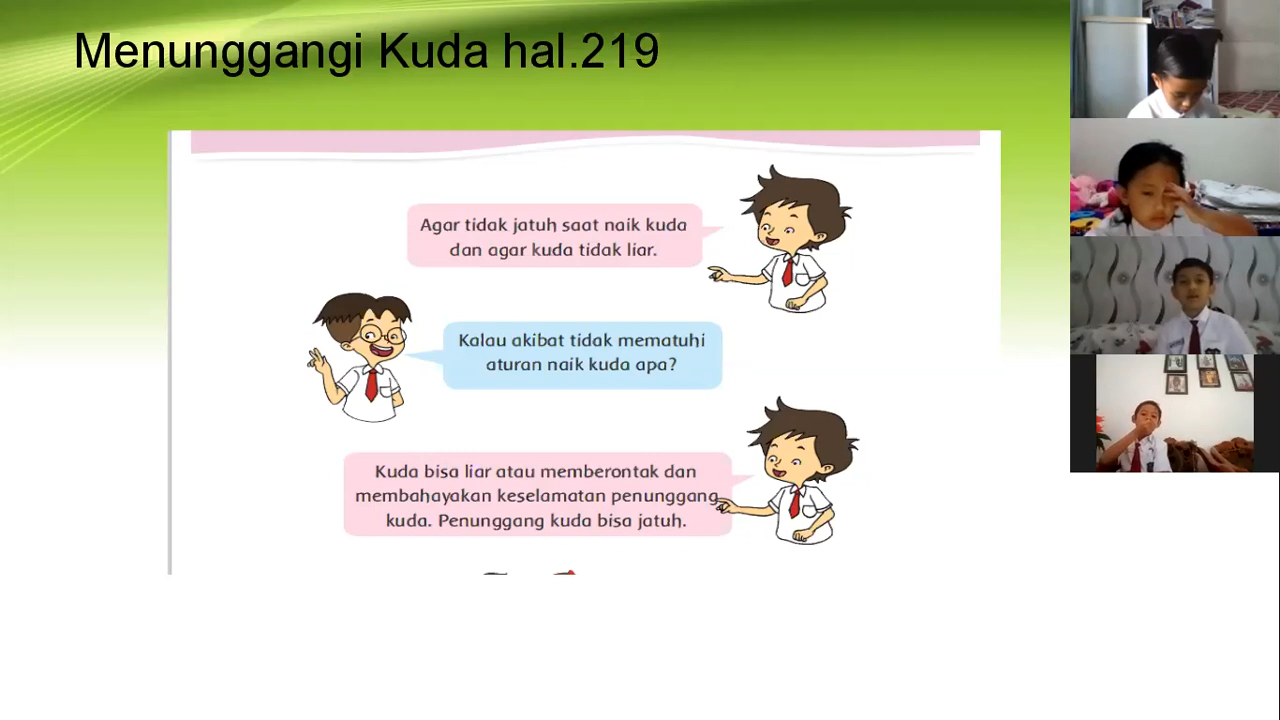 Menunggangi Kuda hal.219
Agar tidak jatuh saat naik kuda
dan agar kuda tidak liar.
Kalau akibat tidak mematuhi
aturan naik kuda apa?
Kuda bisa liar atau memberontak dan
membahayakan keselamatan penunggang
kuda. Penunggang kuda bisa jatuh.